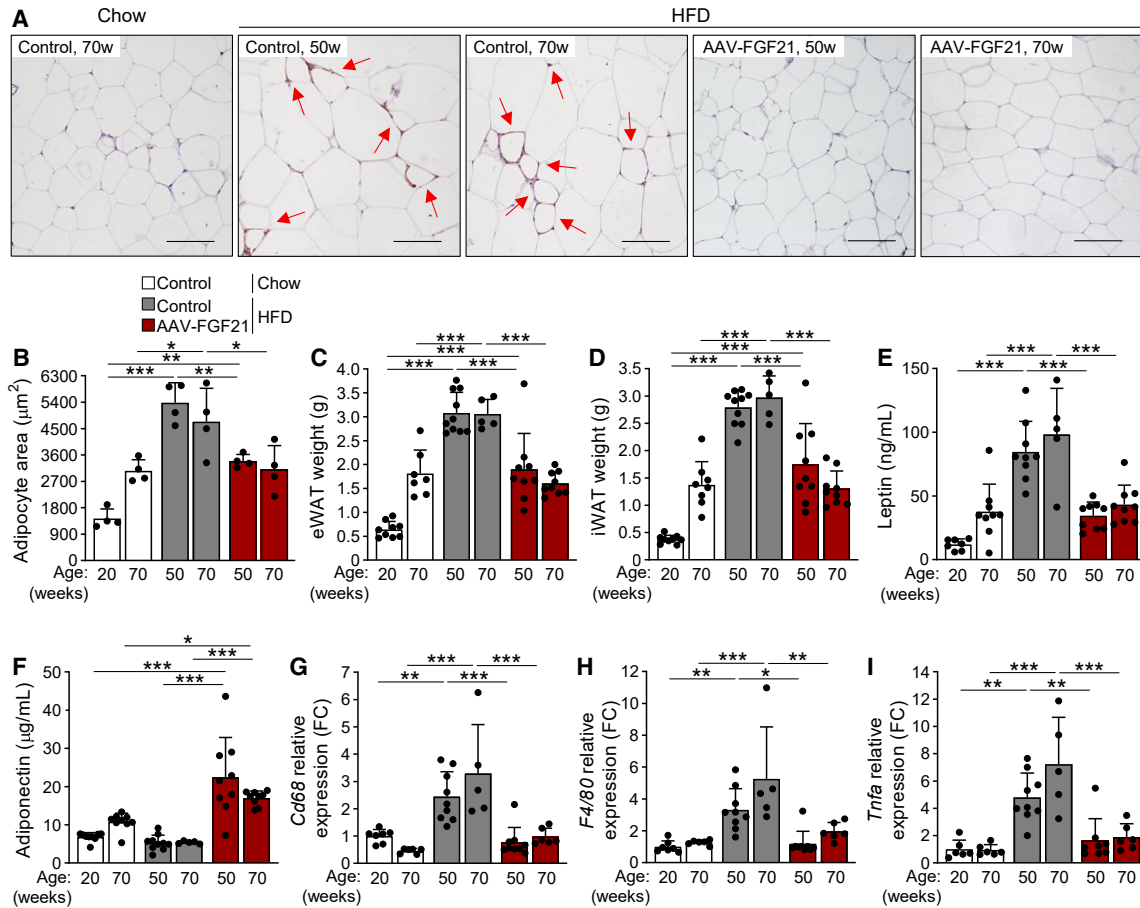 A
Chow
HFD
Control, 70w
Control, 50w
Control, 70w
AAV-FGF21, 50w
AAV-FGF21, 70w
Control
Chow
Control
HFD
AAV-FGF21
B
Adipocyte area (μm²)
6300
5400
4500
3600
2700
1800
900
0
***
**
*
**
*
Age: 20 70 50 70 50 70
(weeks)
C
eWAT weight (g)
4.0
3.5
3.0
2.5
2.0
1.5
1.0
0.5
0
***
***
***
***
***
Age: 20 70 50 70 50 70
(weeks)
D
iWAT weight (g)
4.0
3.5
3.0
2.5
2.0
1.5
1.0
0.5
0
***
***
***
***
***
Age: 20 70 50 70 50 70
(weeks)
E
Leptin (ng/mL)
150
100
50
0
***
***
***
***
Age: 20 70 50 70 50 70
(weeks)
F
Adiponectin (μg/mL)
50
40
30
20
10
0
*
***
***
***
Age: 20 70 50 70 50 70
(weeks)
G
Cd68 relative
expression (FC)
7
6
5
4
3
2
1
0
***
***
**
***
Age: 20 70 50 70 50 70
(weeks)
H
F4/80 relative
expression (FC)
12
10
8
6
4
2
0
***
**
**
*
Age: 20 70 50 70 50 70
(weeks)
I
Tnfa relative
expression (FC)
14
12
10
8
6
4
2
0
***
***
**
**
Age: 20 70 50 70 50 70
(weeks)